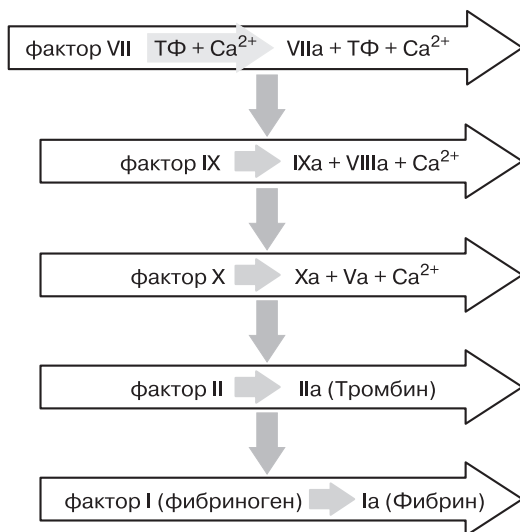 фактор VII ТФ + Ca²⁺ VIIa + ТФ + Ca²⁺
фактор IX IXa + VIIIa + Ca²⁺
фактор X Xa + Va + Ca²⁺
фактор II IIa (Тромбин)
фактор I (фибриноген) Ia (Фибрин)